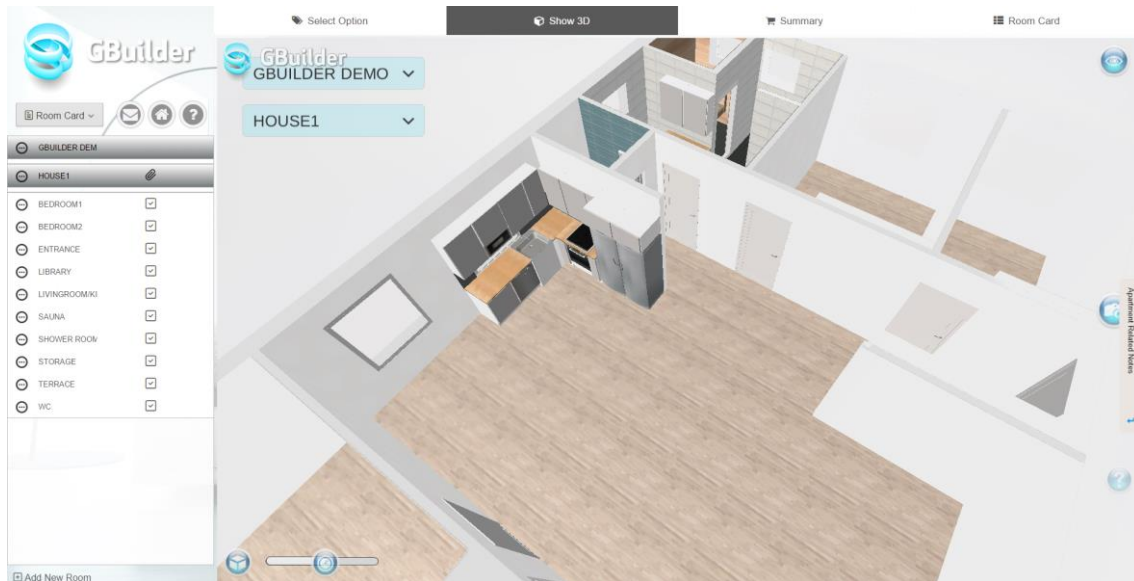 GBuilder
Room Card
GBUILDER DEM
HOUSE1
BEDROOM1
BEDROOM2
ENTRANCE
LIBRARY
LIVINGROOM/KI
SAUNA
SHOWER ROOM
STORAGE
TERRACE
WC
Add New Room
Select Option
Show 3D
Summary
Room Card
GBuilder
GBUILDER DEMO
HOUSE1
Apartment Related Notes